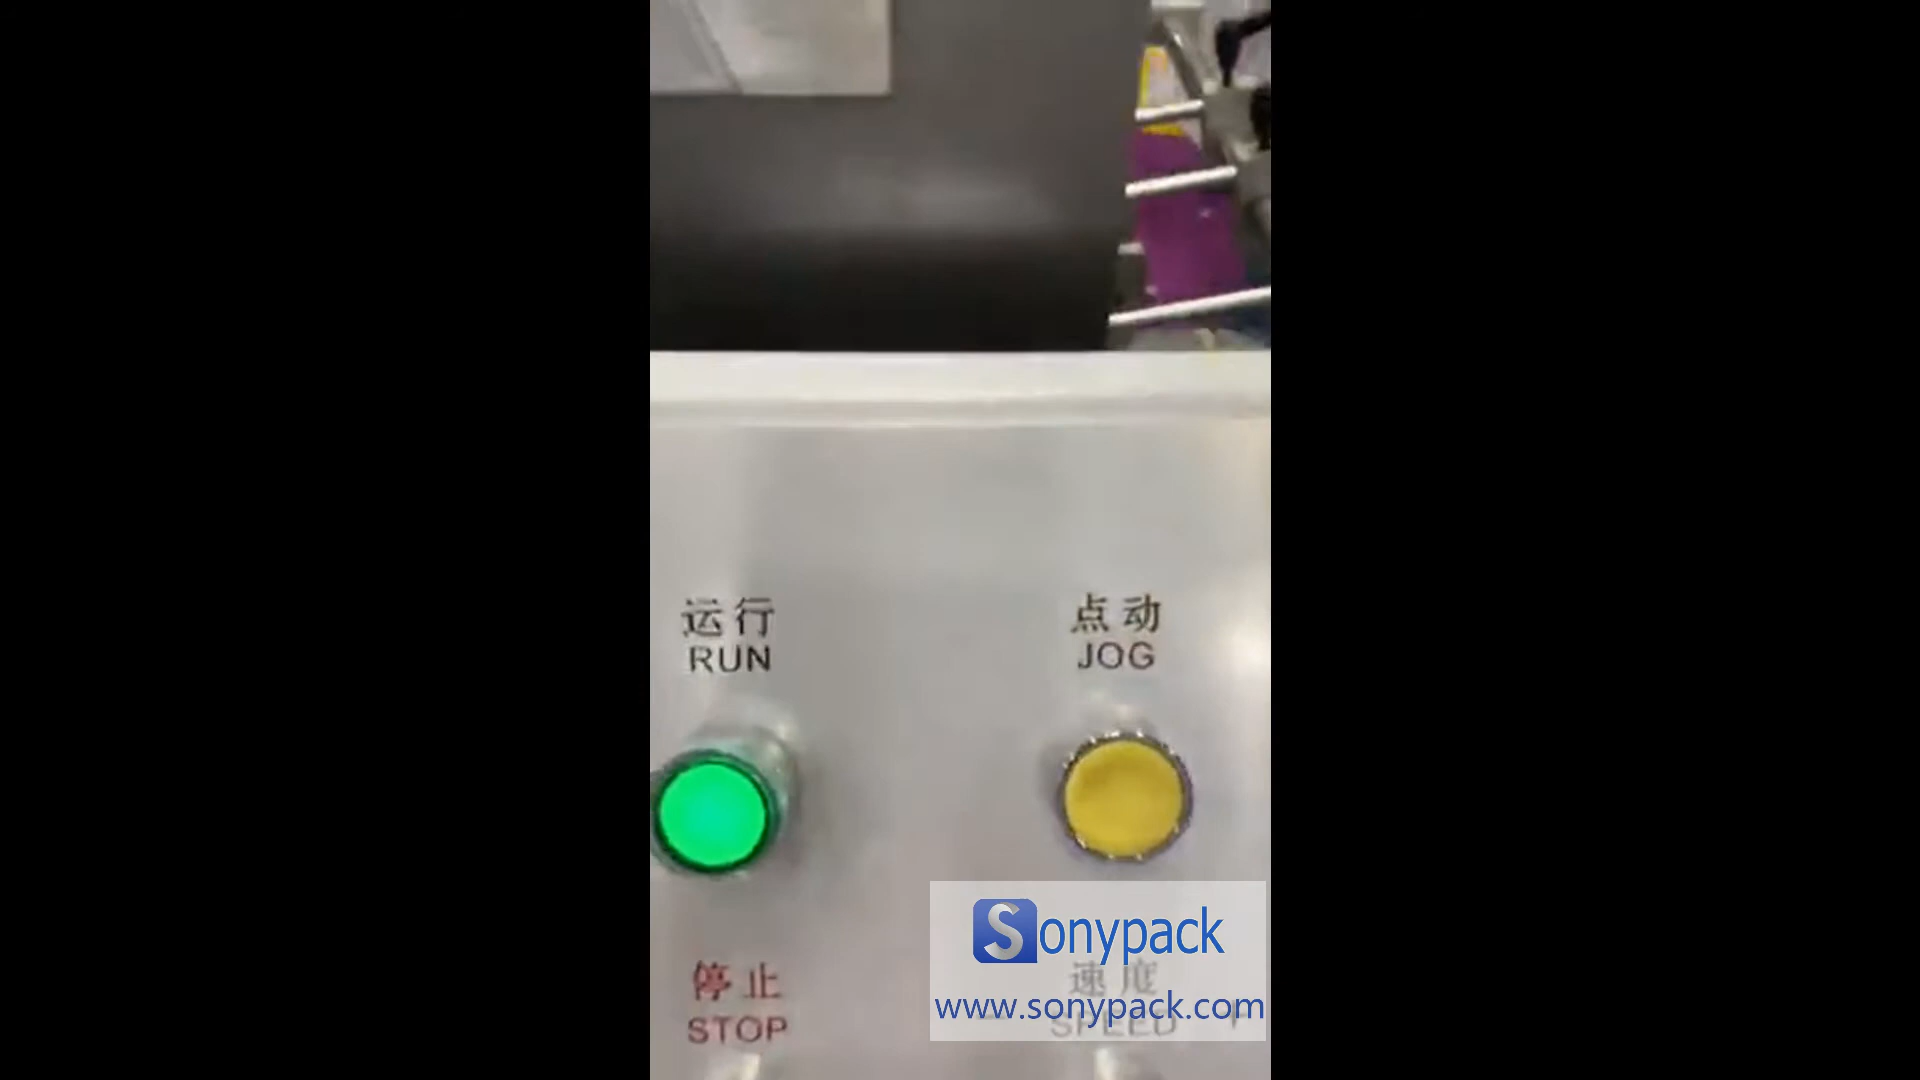 运行
RUN
点动
JOG
Sonypack
www.sonypack.com
停止
STOP
速度
- SPEED +